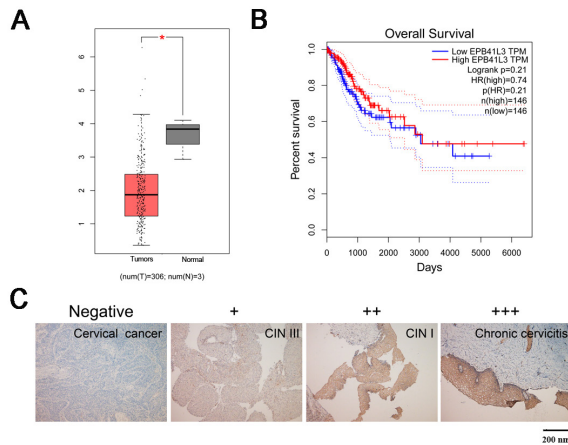 A
*
6
5
4
3
2
1
Tumors Normal
(num(T)=306; num(N)=3)
B
Overall Survival
Low EPB41L3 TPM
High EPB41L3 TPM
Logrank p=0.21
HR(high)=0.74
p(HR)=0.21
n(high)=146
n(low)=146
Percent survival
1.0
0.8
0.6
0.4
0.2
0.0
0 1000 2000 3000 4000 5000 6000
Days
C
Negative + ++ +++
Cervical cancer CIN III CIN I Chronic cervicitis
200 nm